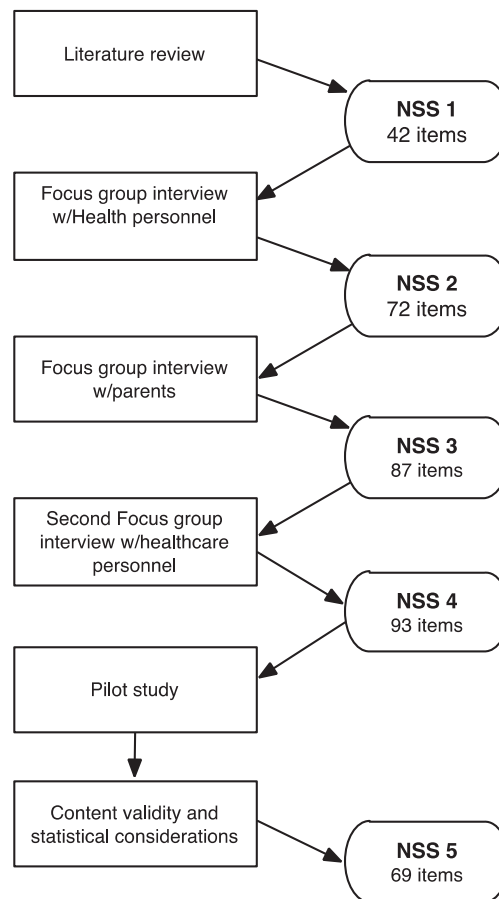 Literature review
NSS 1
42 items
Focus group interview
w/Health personnel
NSS 2
72 items
Focus group interview
w/parents
NSS 3
87 items
Second Focus group
interview w/healthcare
personnel
NSS 4
93 items
Pilot study
Content validity and
statistical considerations
NSS 5
69 items